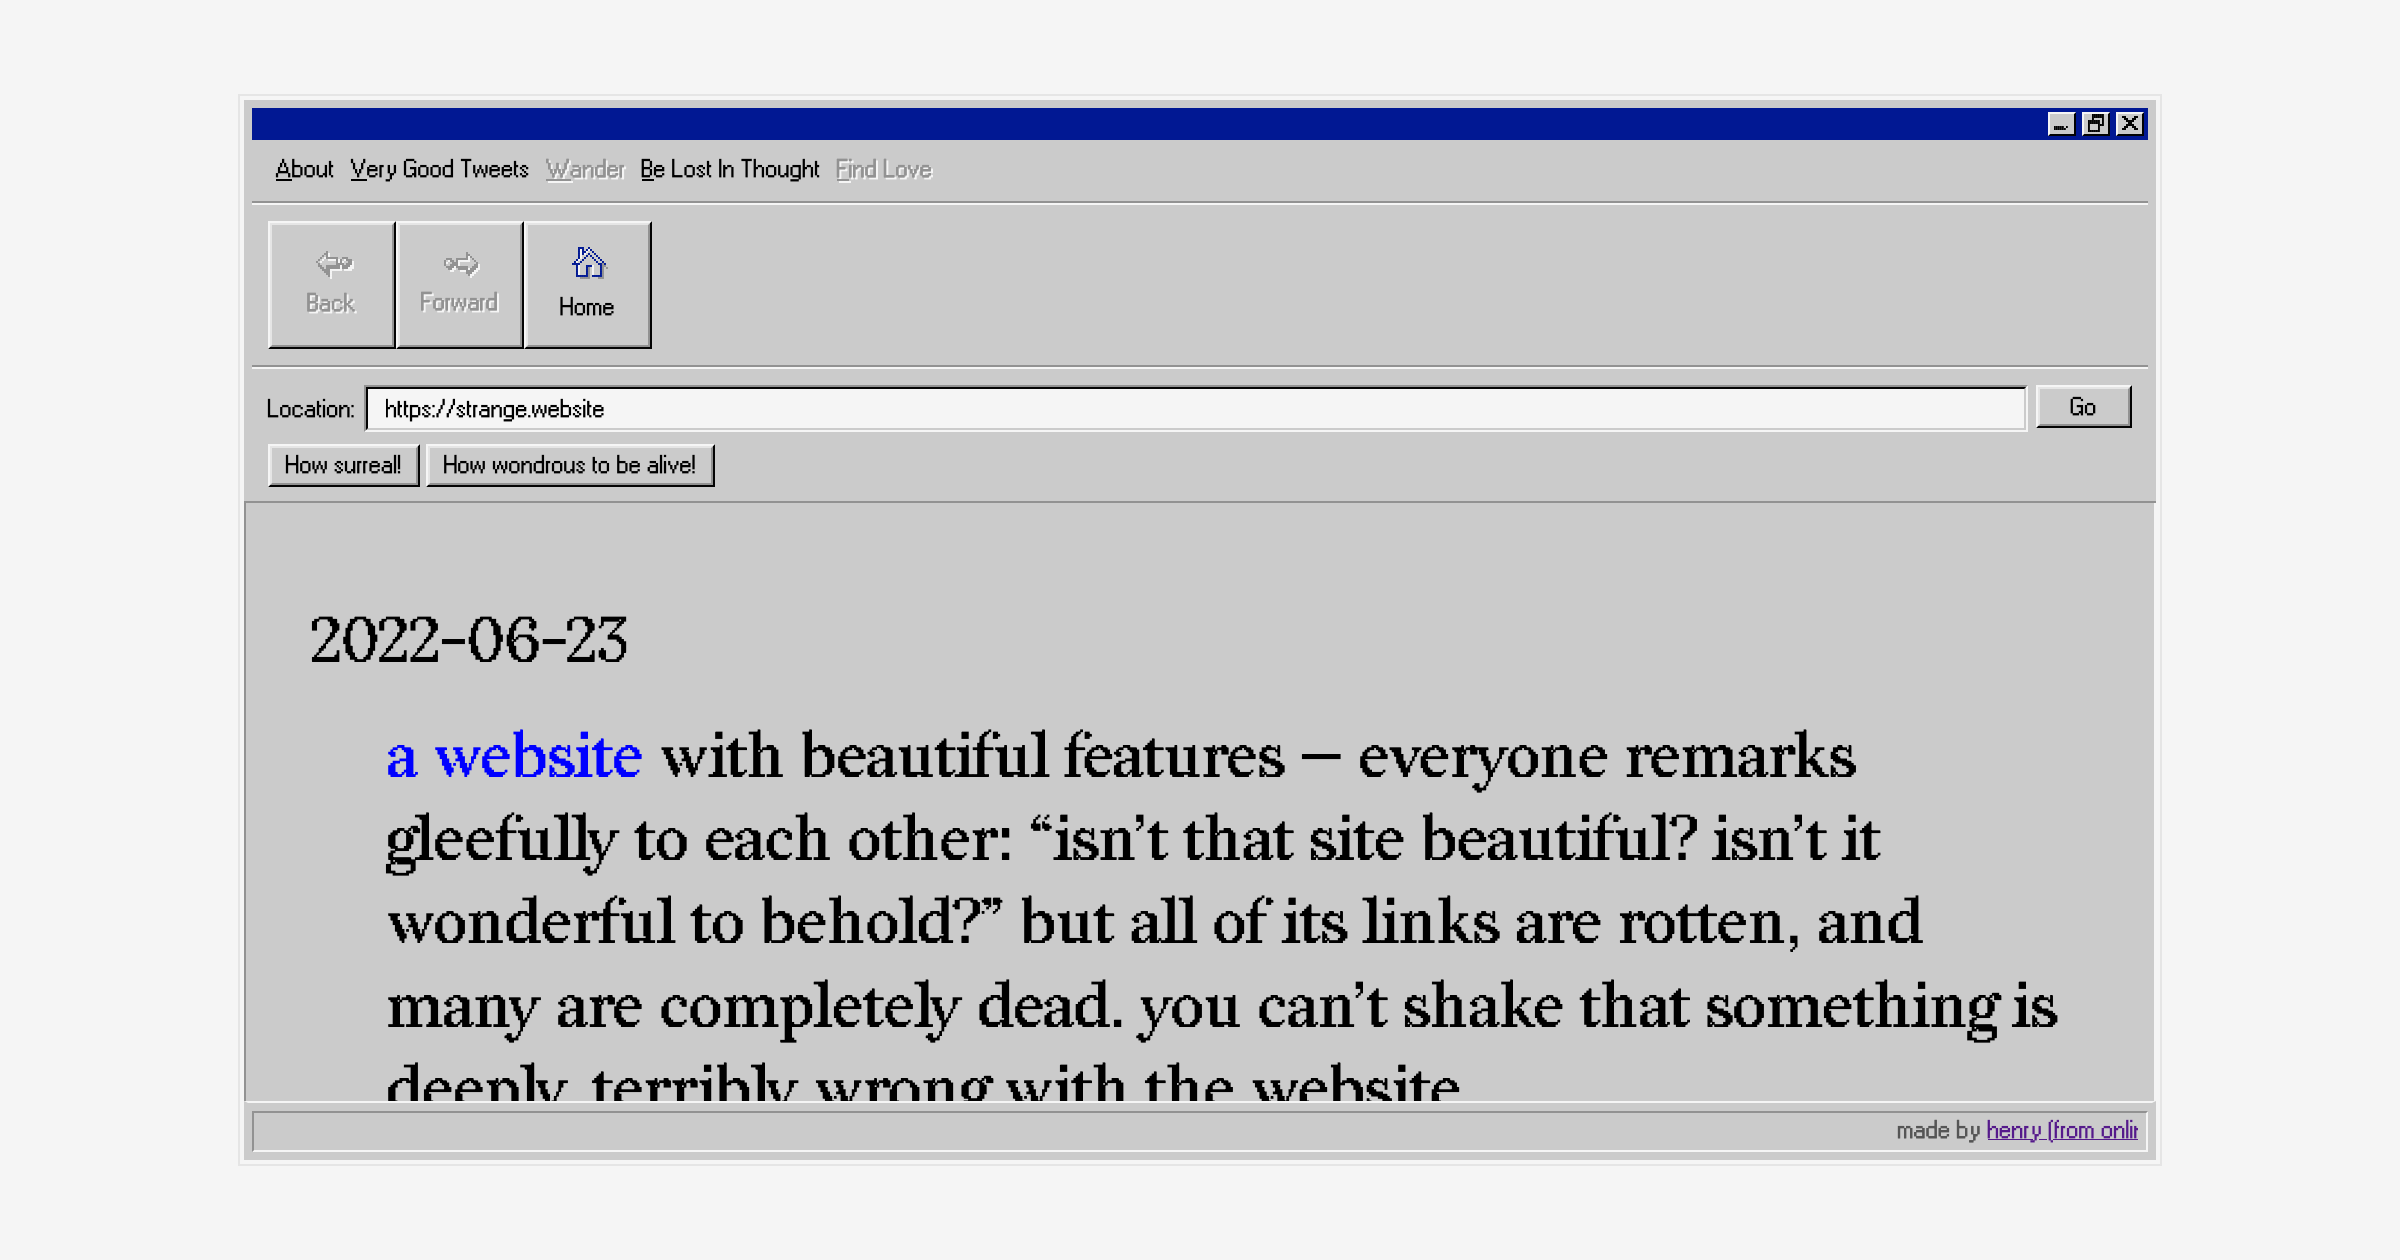 About Very Good Tweets Wander Be Lost In Thought Find Love
Back Forward Home
Location: https://strange.website Go
How surreal! How wondrous to be alive!
2022-06-23
a website with beautiful features — everyone remarks
gleefully to each other: “isn’t that site beautiful? isn’t it
wonderful to behold?” but all of its links are rotten, and
many are completely dead. you can’t shake that something is
deeply, terribly wrong with the website
made by henry (from onlin